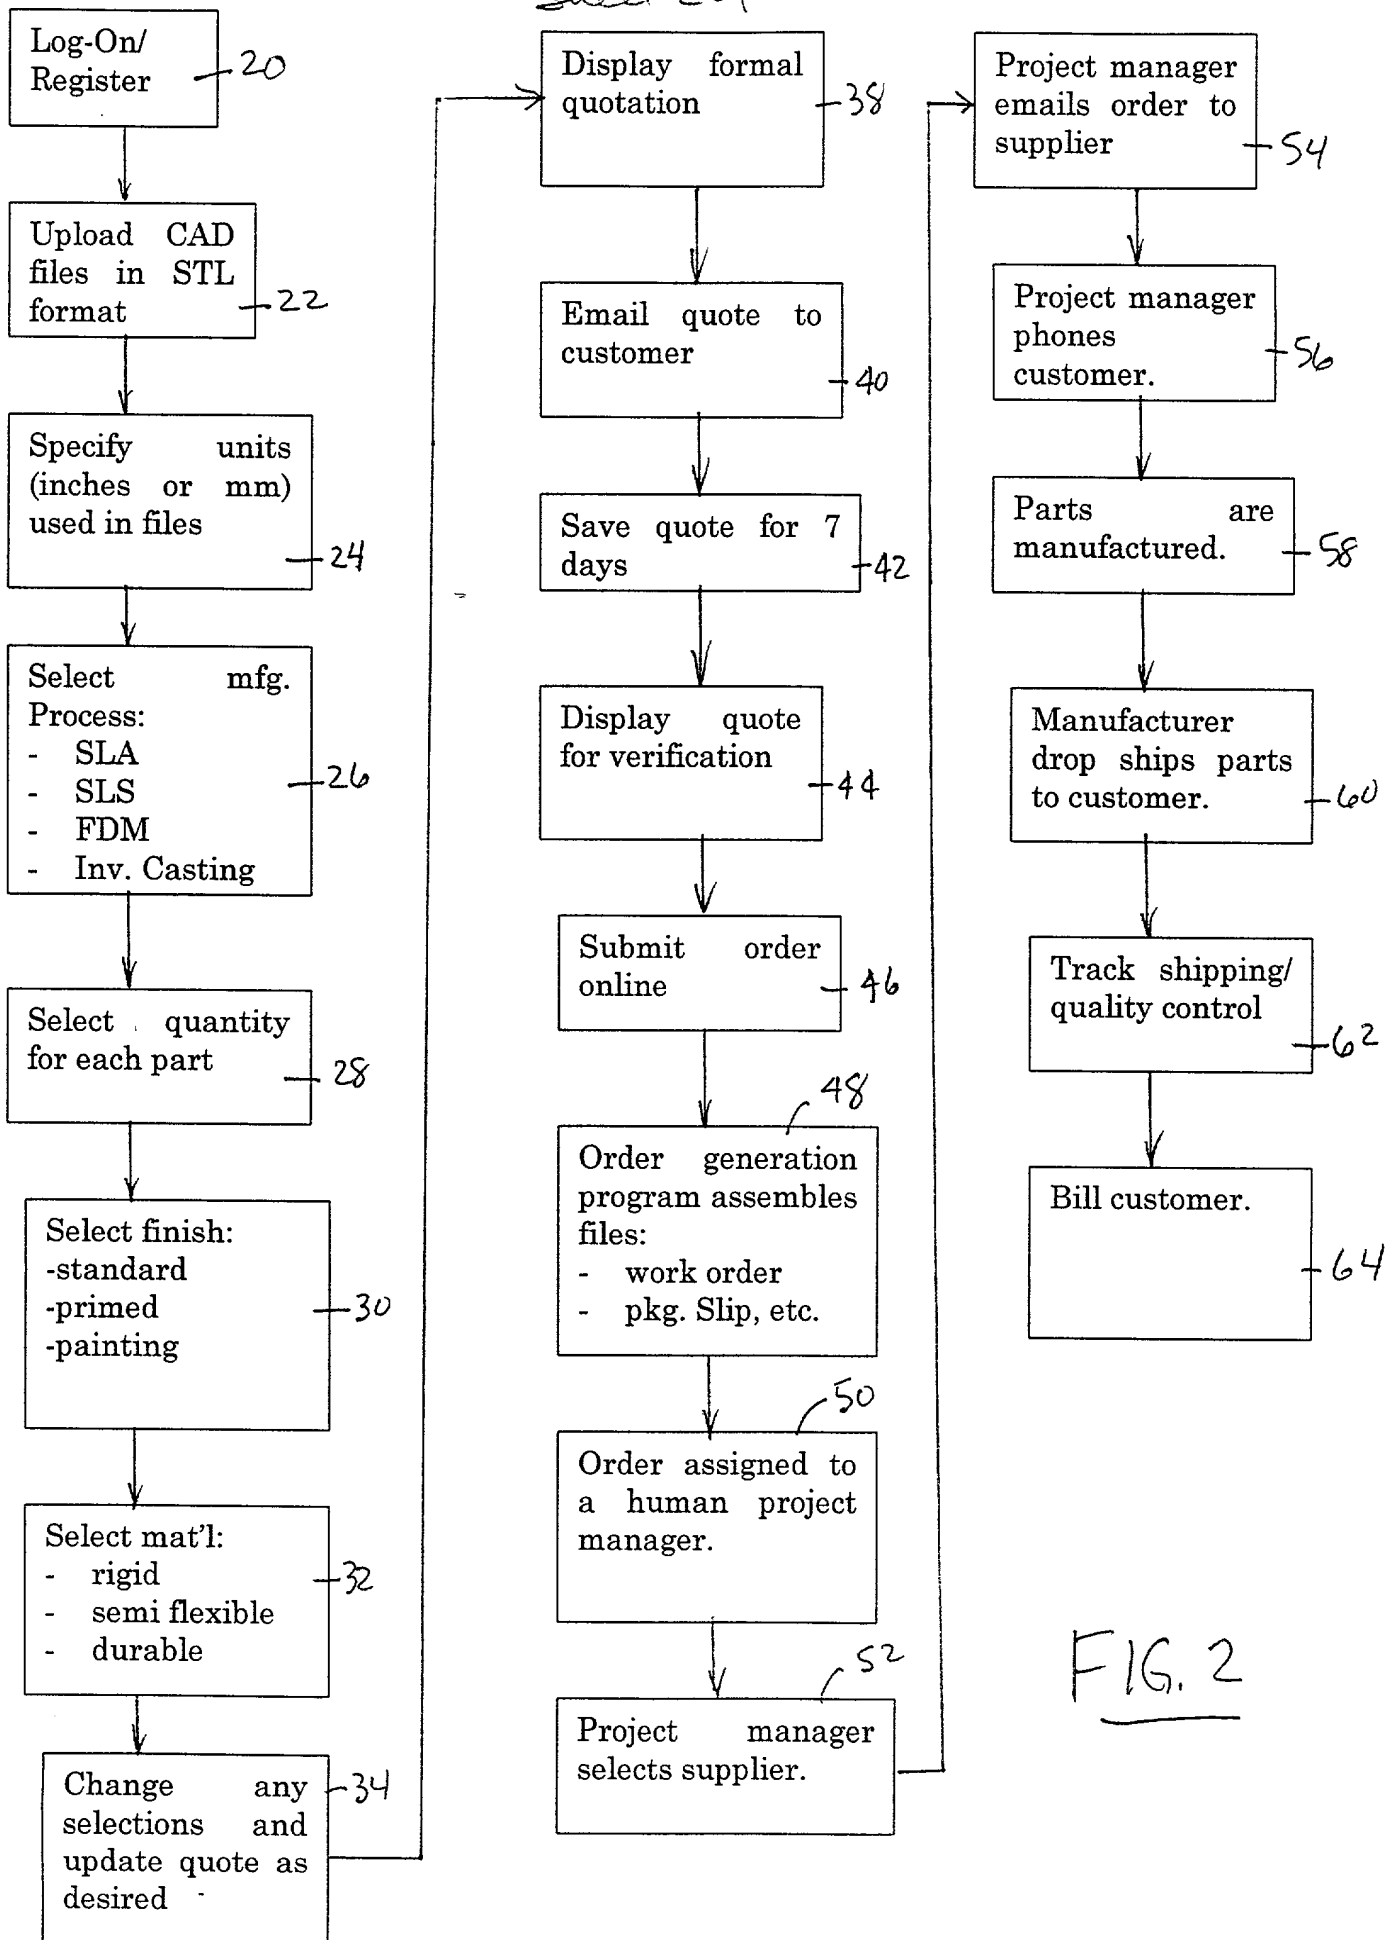 Log-On/
Register
20
Upload CAD
files in STL
format
22
Specify units
(inches or mm)
used in files
24
Select mfg.
Process:
- SLA
- SLS
- FDM
- Inv. Casting
26
Select quantity
for each part
28
Select finish:
-standard
-primed
-painting
30
Select mat'l:
- rigid
- semi flexible
- durable
32
Change any
selections and
update quote as
desired
34
Display formal
quotation
38
Email quote to
customer
40
Save quote for 7
days
42
Display quote
for verification
44
Submit order
online
46
48
Order generation
program assembles
files:
- work order
- pkg. Slip, etc.
50
Order assigned to
a human project
manager.
52
Project manager
selects supplier.
Project manager
emails order to
supplier
54
Project manager
phones
customer.
56
Parts are
manufactured.
58
Manufacturer
drop ships parts
to customer.
60
Track shipping/
quality control
62
Bill customer.
64
FIG. 2